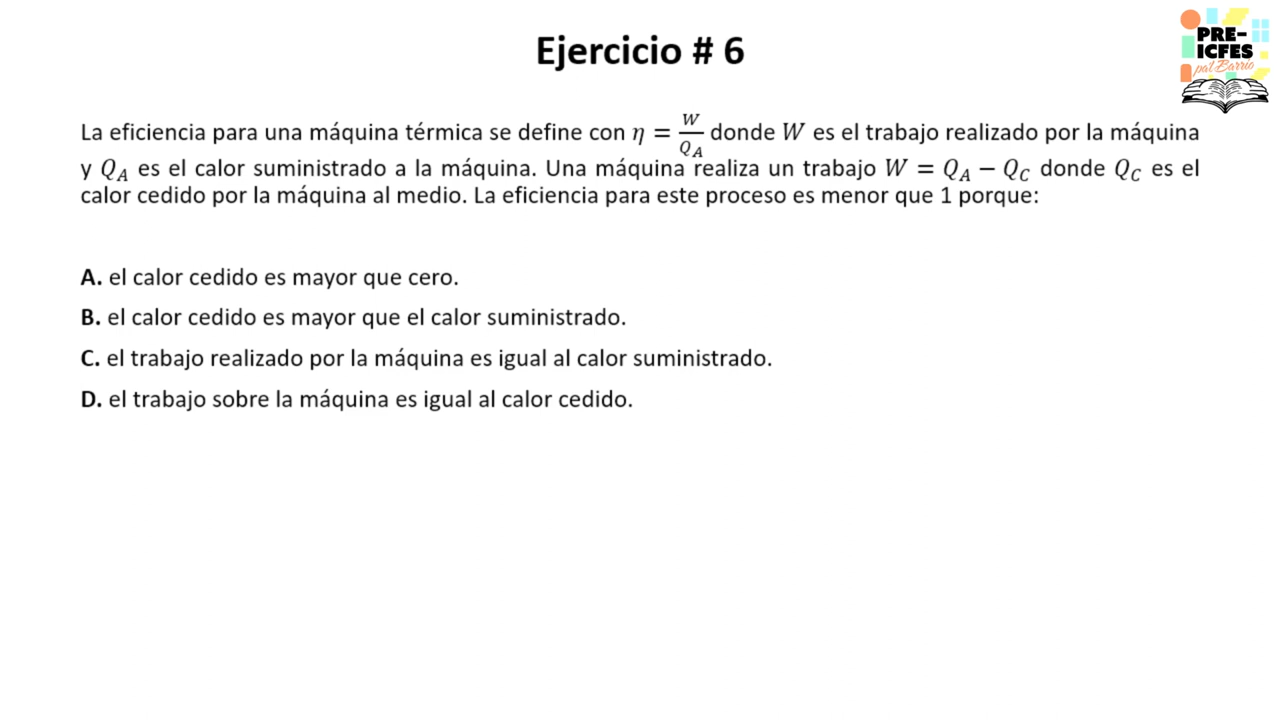 Ejercicio # 6
PRE-
ICFES
pal Barrio
La eficiencia para una máquina térmica se define con η = W/Q_A donde W es el trabajo realizado por la máquina
y Q_A es el calor suministrado a la máquina. Una máquina realiza un trabajo W = Q_A − Q_C donde Q_C es el
calor cedido por la máquina al medio. La eficiencia para este proceso es menor que 1 porque:
A. el calor cedido es mayor que cero.
B. el calor cedido es mayor que el calor suministrado.
C. el trabajo realizado por la máquina es igual al calor suministrado.
D. el trabajo sobre la máquina es igual al calor cedido.